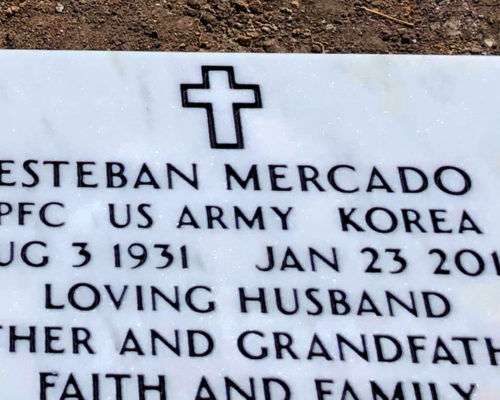 ESTEBAN MERCADO
PFC US ARMY KOREA
UG 3 1931 JAN 23 201
LOVING HUSBAND
THER AND GRANDFATH
FAITH AND FAMILY